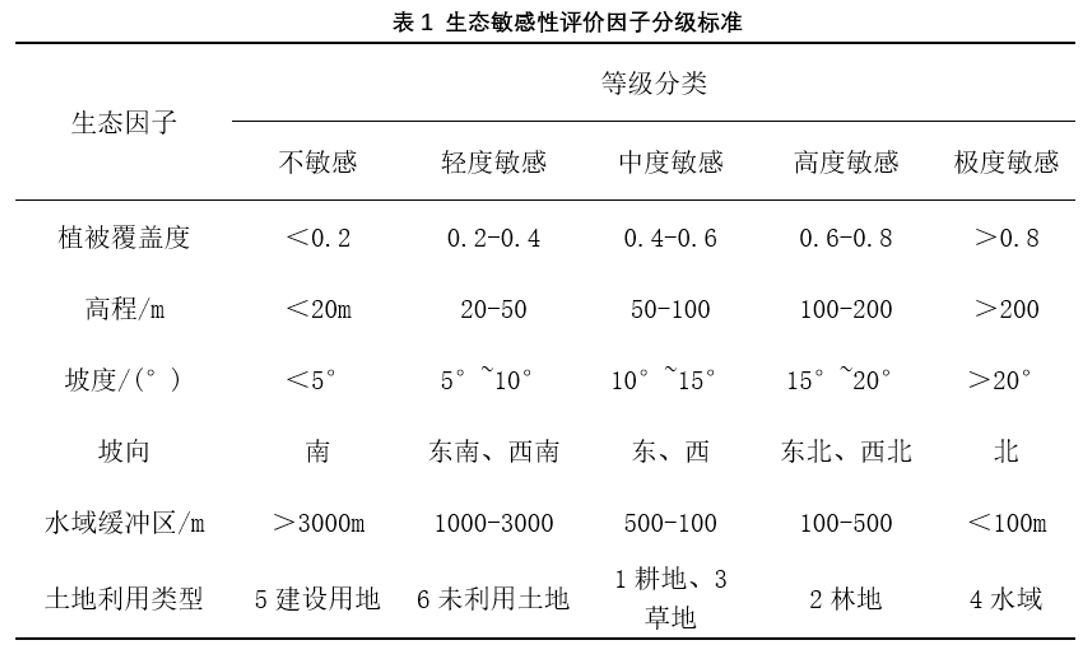 表 1 生态敏感性评价因子分级标准
生态因子 等级分类
不敏感 轻度敏感 中度敏感 高度敏感 极度敏感
植被覆盖度 <0.2 0.2-0.4 0.4-0.6 0.6-0.8 >0.8
高程/m <20m 20-50 50-100 100-200 >200
坡度/(°) <5° 5°~10° 10°~15° 15°~20° >20°
坡向 南 东南、西南 东、西 东北、西北 北
水域缓冲区/m >3000m 1000-3000 500-100 100-500 <100m
土地利用类型 5 建设用地 6 未利用土地 1 耕地、3 2 林地 4 水域
草地